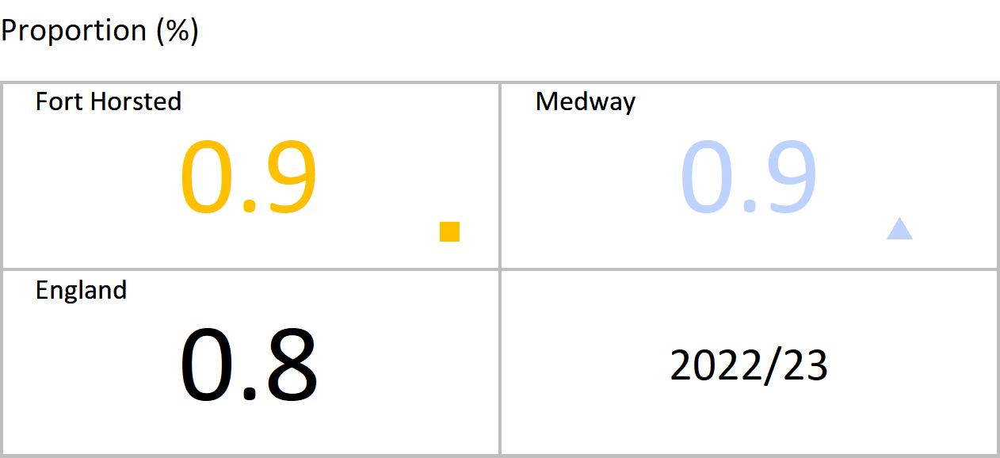 Proportion (%)
Fort Horsted
0.9
Medway
0.9
England
0.8
2022/23